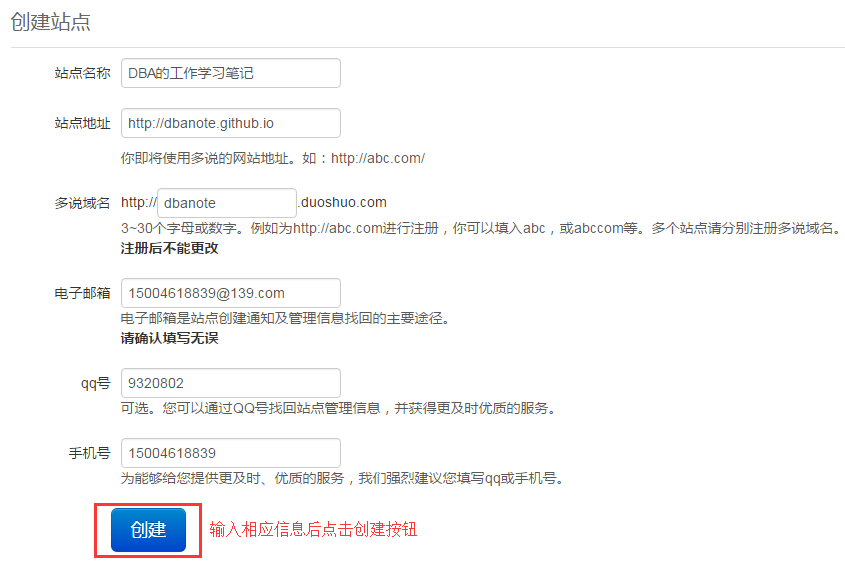 创建站点
站点名称 DBA的工作学习笔记
站点地址 http://dbanote.github.io
你即将使用多说的网站地址。如：http://abc.com/
多说域名 http://dbanote.duoshuo.com
3~30个字母或数字。例如为http://abc.com进行注册，你可以填入abc，或abccom等。多个站点请分别注册多说域名。
注册后不能更改
电子邮箱 15004618839@139.com
电子邮箱是站点创建通知及管理信息找回的主要途径。
请确认填写无误
qq号 9320802
可选。您可以通过QQ号找回站点管理信息，并获得更及时优质的服务。
手机号 15004618839
为能够给您提供更及时、优质的服务，我们强烈建议您填写qq或手机号。
创建 输入相应信息后点击创建按钮